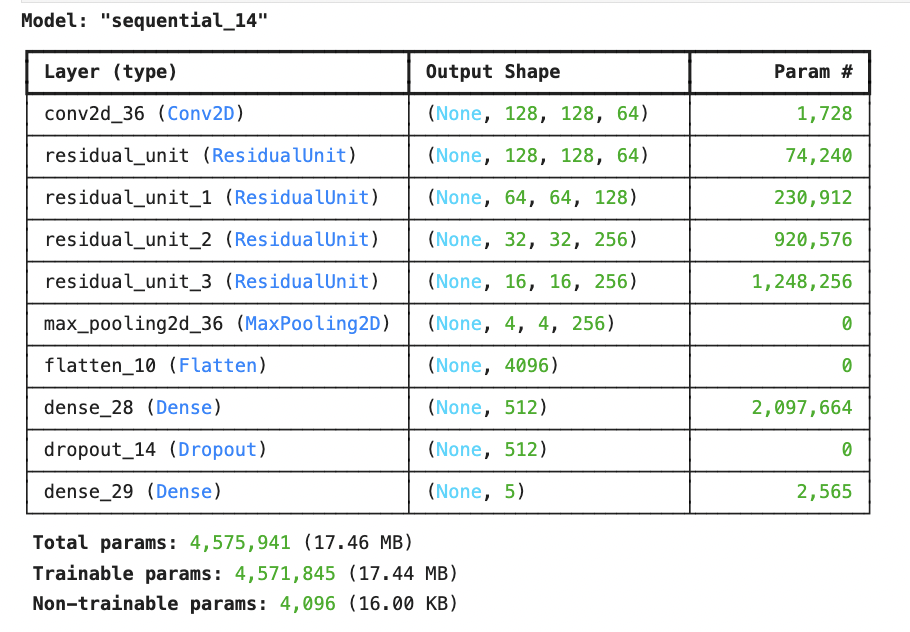 Model: "sequential_14"
Layer (type) Output Shape Param #
conv2d_36 (Conv2D) (None, 128, 128, 64) 1,728
residual_unit (ResidualUnit) (None, 128, 128, 64) 74,240
residual_unit_1 (ResidualUnit) (None, 64, 64, 128) 230,912
residual_unit_2 (ResidualUnit) (None, 32, 32, 256) 920,576
residual_unit_3 (ResidualUnit) (None, 16, 16, 256) 1,248,256
max_pooling2d_36 (MaxPooling2D) (None, 4, 4, 256) 0
flatten_10 (Flatten) (None, 4096) 0
dense_28 (Dense) (None, 512) 2,097,664
dropout_14 (Dropout) (None, 512) 0
dense_29 (Dense) (None, 5) 2,565
Total params: 4,575,941 (17.46 MB)
Trainable params: 4,571,845 (17.44 MB)
Non-trainable params: 4,096 (16.00 KB)